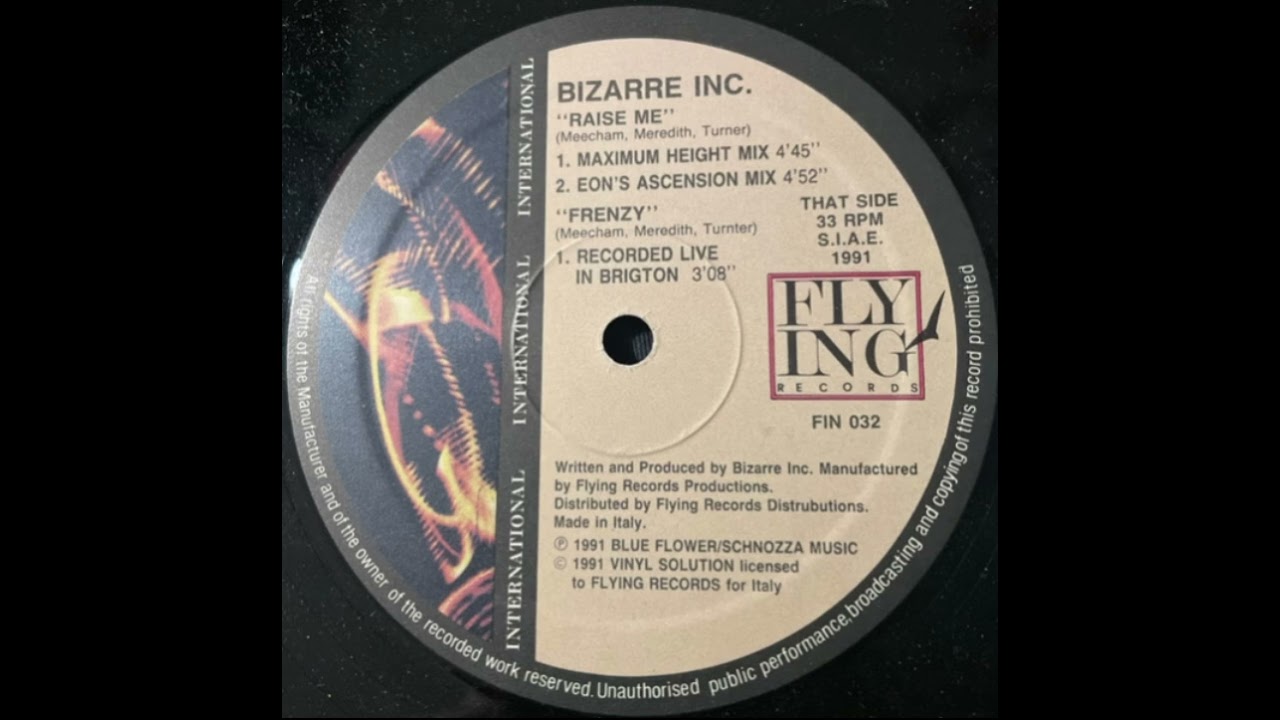 BIZARRE INC.
"RAISE ME"
(Meecham, Meredith, Turner)
1. MAXIMUM HEIGHT MIX 4'45"
2. EON'S ASCENSION MIX 4'52"
"FRENZY"
(Meecham, Meredith, Turnter)
1. RECORDED LIVE
IN BRIGTON 3'08"
THAT SIDE
33 RPM
S.I.A.E.
1991
FLY
ING
RECORDS
FIN 032
Written and Produced by Bizarre Inc. Manufactured
by Flying Records Productions.
Distributed by Flying Records Distrubutions.
Made in Italy.
Ⓟ 1991 BLUE FLOWER/SCHNOZZA MUSIC
© 1991 VINYL SOLUTION licensed
to FLYING RECORDS for Italy
INTERNATIONAL
INTERNATIONAL
INTERNATIONAL
All rights of the Manufacturer and of the owner of the recorded work reserved. Unauthorised public performance, broadcasting and copying of this record prohibited